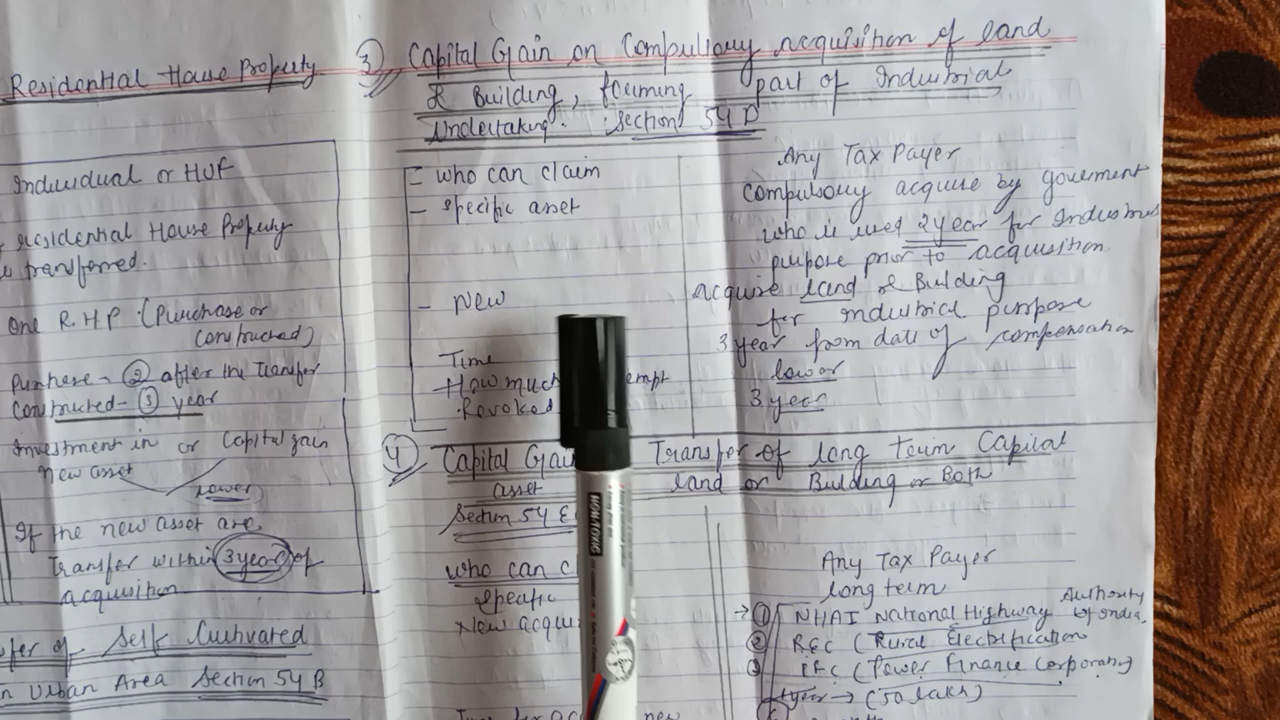 Residential House Property
Individual or HUF
Residential House Property
is transferred.
One R.H.P. (Purchase or
Constructed)
Purchase - 2 after the Transfer
Constructed - 3 year
Investment in or Capital gain
New asset
Lower
If the new asset are,
Transfer within 3 year of
acquisition
Self Cultivated
Urban Area Section 54 B
3 Capital Gain on Compulsory acquisition of land
& Building, forming part of Industrial
Undertaking. Section 54 D
- who can claim
Any Tax Payer
- specific asset
compulsory acquire by goverment
who is used 2 year for Industrial
purpose prior to acquisition
- New
acquire land & Building
for industrial purpose
Time
3 year from date of compensation
- How much
lower
Revoked
3 year
4 Capital Transfer of long Term Capital
asset land or Building or Both
Section 54 E
who can
Any Tax Payer
Specific
long term
New
→ 1 NHAI National Highway Authority of India.
2 REC (Rural Electrification
3 (Power Finance Corporation)
year → (50 lakh)
new
NON-TOXIC